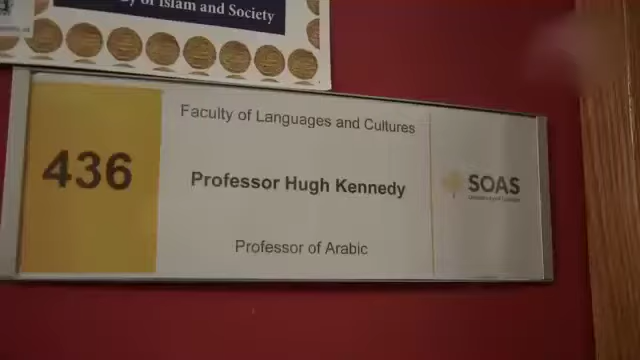 of Islam and Society
Faculty of Languages and Cultures
436
Professor Hugh Kennedy
SOAS
Professor of Arabic